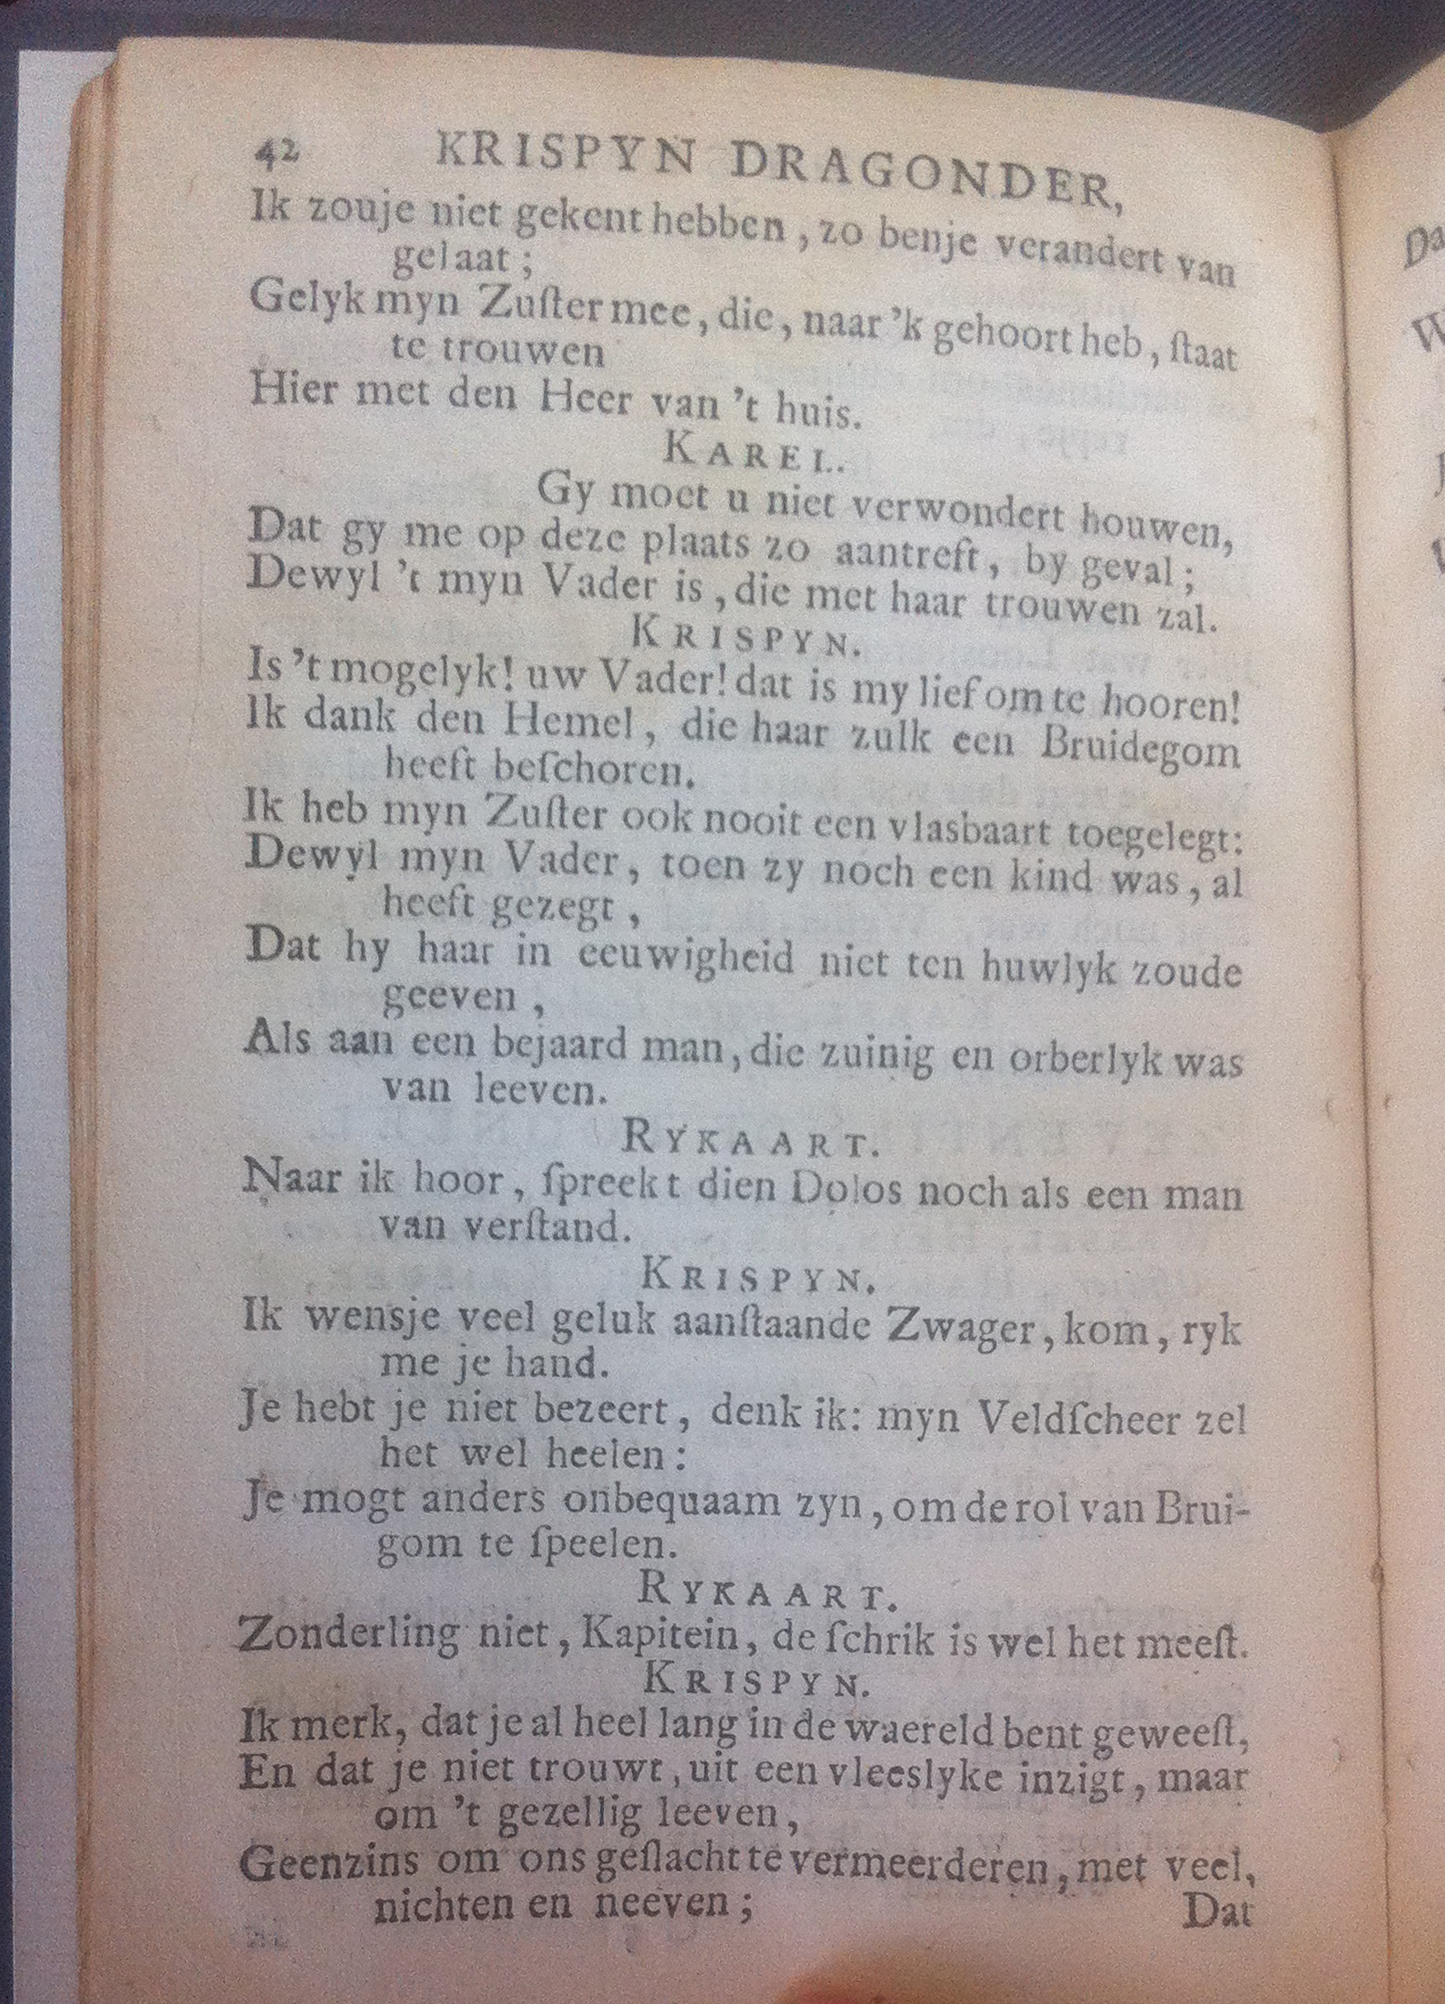 42 KRISPYN DRAGONDER,
Ik zouje niet gekent hebben, zo benje verandert van
gelaat;
Gelyk myn Zuſter mee, die, naar 'k gehoort heb, ſtaat
te trouwen
Hier met den Heer van 't huis.
KAREL.
Gy moet u niet verwondert houwen,
Dat gy me op deze plaats zo aantreft, by geval;
Dewyl 't myn Vader is, die met haar trouwen zal.
KRISPYN.
Is 't mogelyk! uw Vader! dat is my lief om te hooren!
Ik dank den Hemel, die haar zulk een Bruidegom
heeft beſchoren.
Ik heb myn Zuſter ook nooit een vlasbaart toegelegt:
Dewyl myn Vader, toen zy noch een kind was, al
heeft gezegt,
Dat hy haar in eeuwigheid niet ten huwlyk zoude
geeven,
Als aan een bejaard man, die zuinig en orberlyk was
van leeven.
RYKAART.
Naar ik hoor, ſpreekt dien Dolos noch als een man
van verſtand.
KRISPYN.
Ik wensje veel geluk aanſtaande Zwager, kom, ryk
me je hand.
Je hebt je niet bezeert, denk ik: myn Veldſcheer zel
het wel heelen:
Je mogt anders onbequaam zyn, om de rol van Brui-
gom te ſpeelen.
RYKAART.
Zonderling niet, Kapitein, de ſchrik is wel het meeſt.
KRISPYN.
Ik merk, dat je al heel lang in de waereld bent geweeſt,
En dat je niet trouwt, uit een vleeslyke inzigt, maar
om 't gezellig leeven,
Geenzins om ons geſlacht te vermeerderen, met veel,
nichten en neeven;
Dat
Da
W